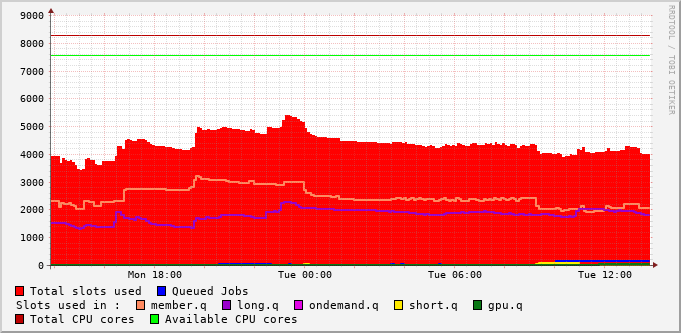 9000
8000
7000
6000
5000
4000
3000
2000
1000
0
Mon 18:00 Tue 00:00 Tue 06:00 Tue 12:00
RRDTOOL / TOBI OETIKER
Total slots used Queued Jobs
Slots used in : member.q long.q ondemand.q short.q gpu.q
Total CPU cores Available CPU cores